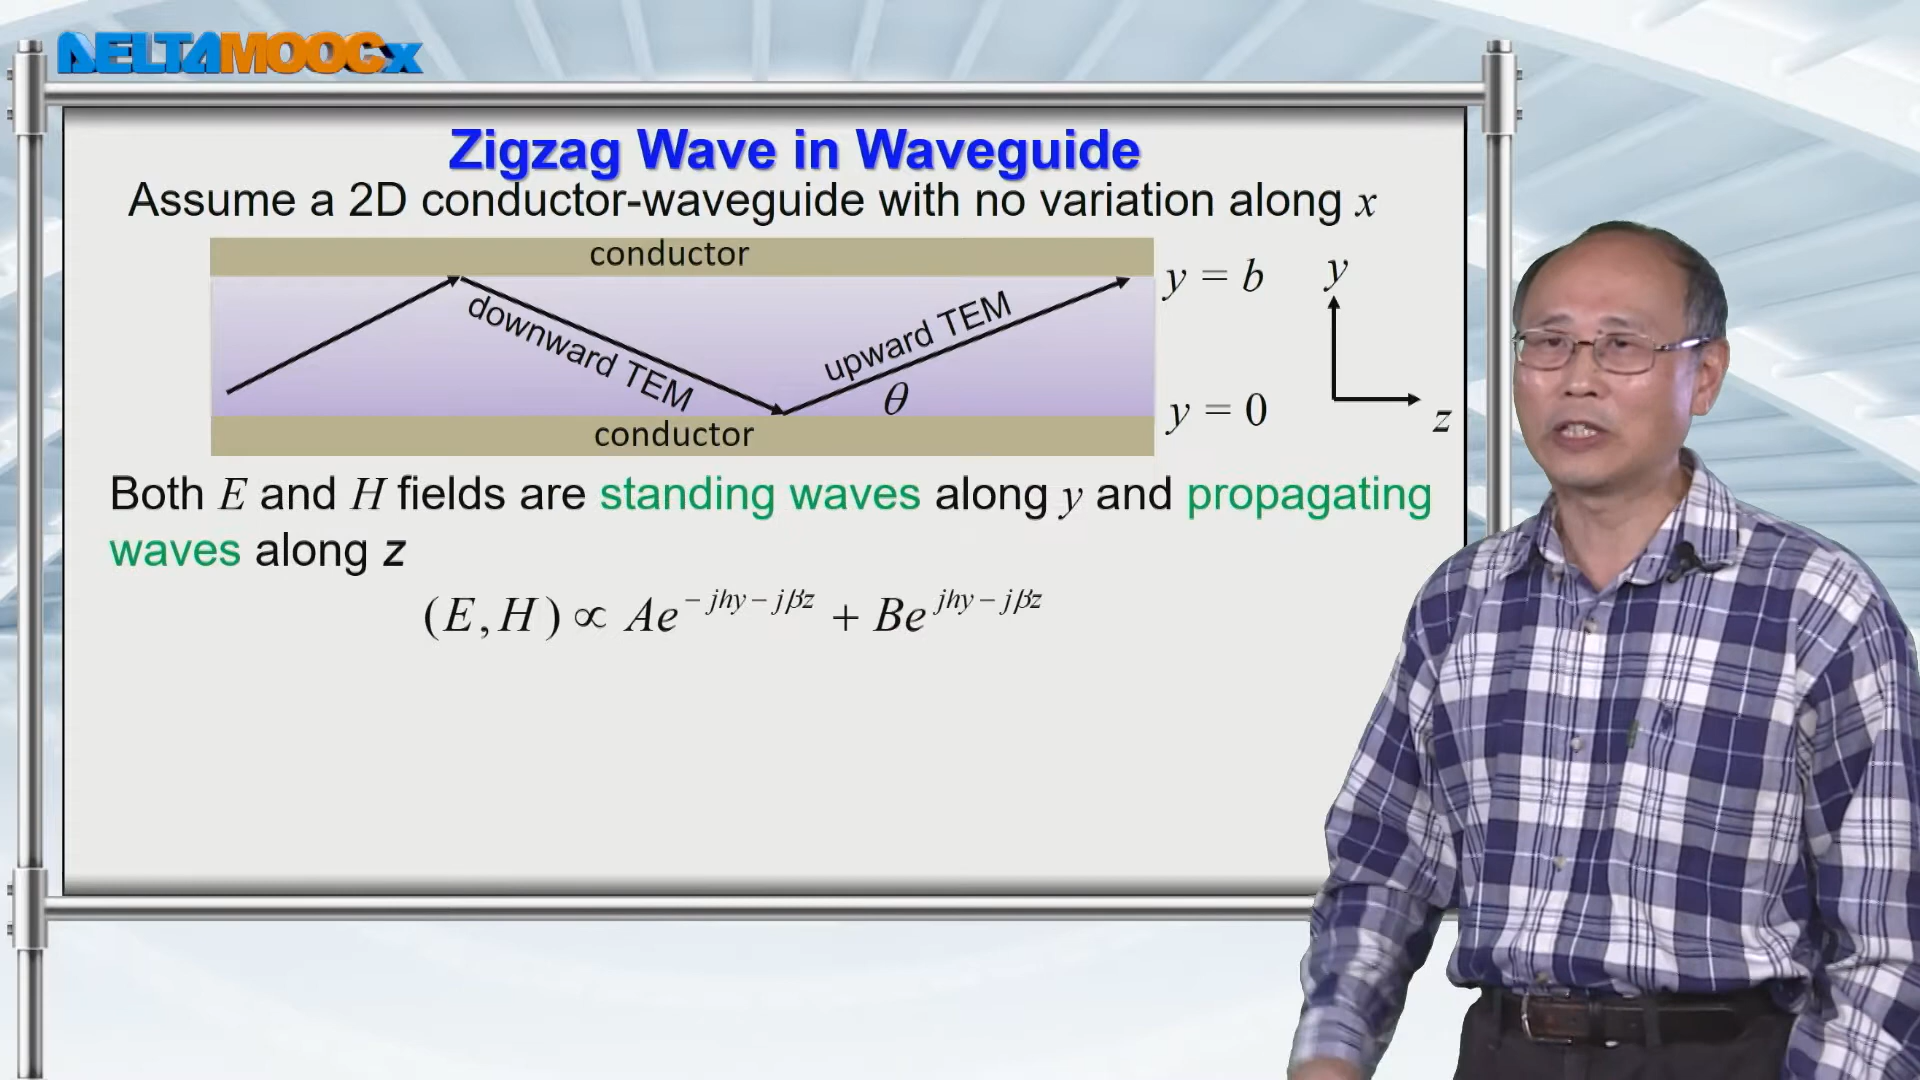 DELTAMOOCx
Zigzag Wave in Waveguide
Assume a 2D conductor-waveguide with no variation along x
conductor
y = b
y
downward TEM
upward TEM
θ
y = 0
z
conductor
Both E and H fields are standing waves along y and propagating
waves along z
(E, H) ∝ Ae^{−jhy−jβz} + Be^{jhy−jβz}